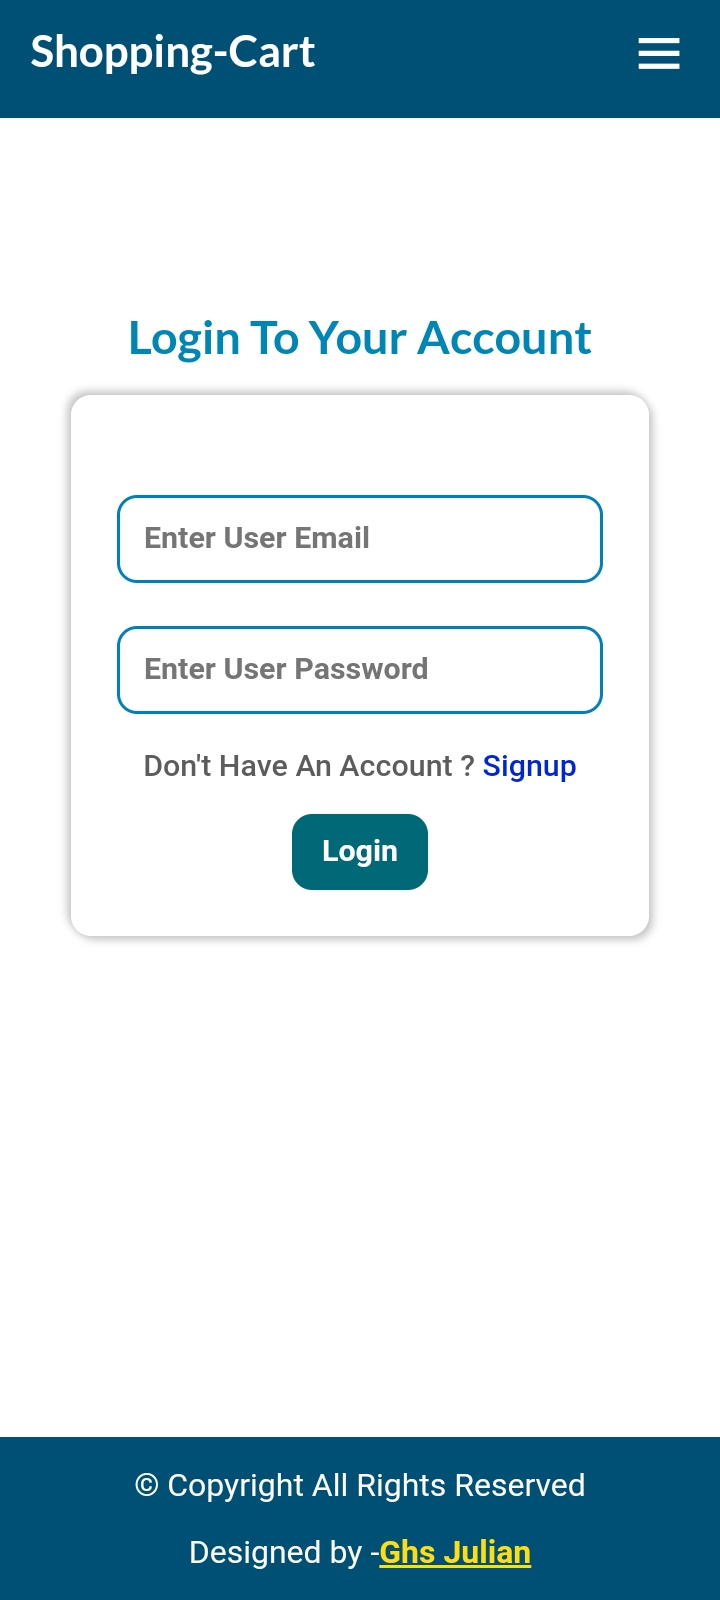 Shopping-Cart
Login To Your Account
Enter User Email
Enter User Password
Don't Have An Account ? Signup
Login
© Copyright All Rights Reserved
Designed by -Ghs Julian